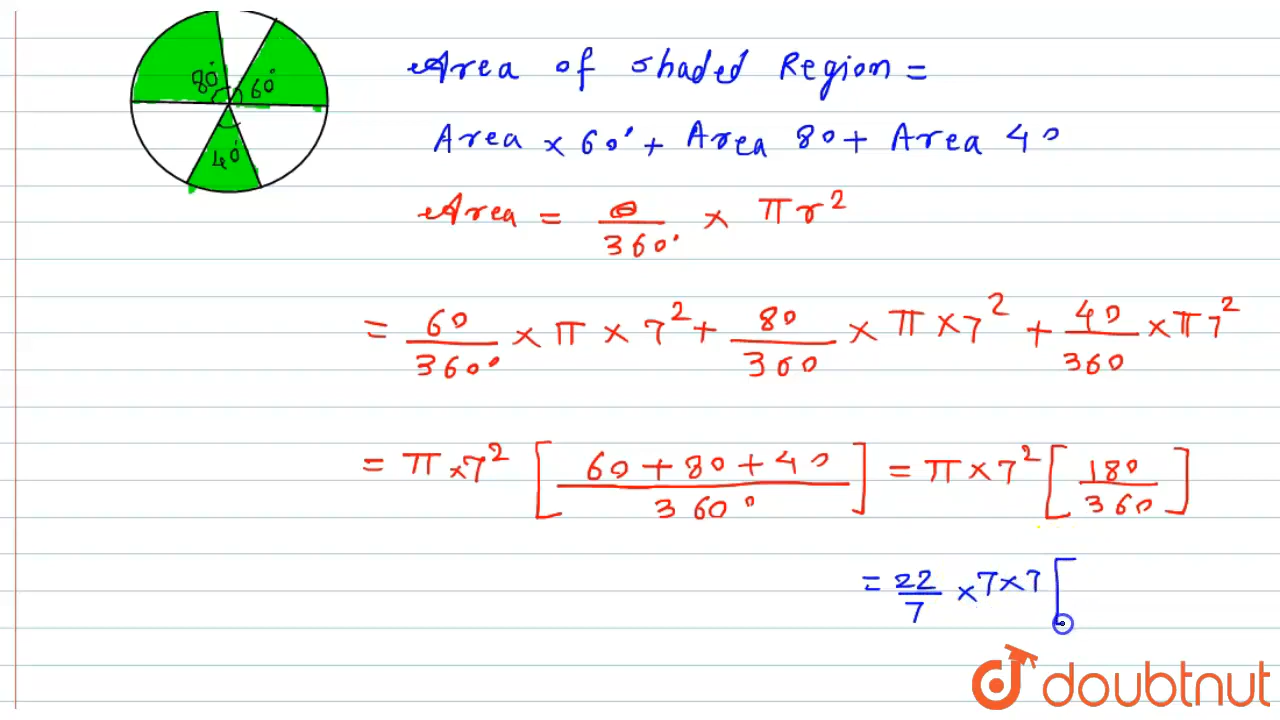 80° 60°
40°
Area of Shaded Region =
Area × 60° + Area 80 + Area 40
Area = θ/360° × πr²
= 60/360° × π × 7² + 80/360 × π × 7² + 40/360 × π 7²
= π × 7² [60 + 80 + 40/360°] = π × 7² [180/360]
= 22/7 × 7 × 7 [
doubtnut